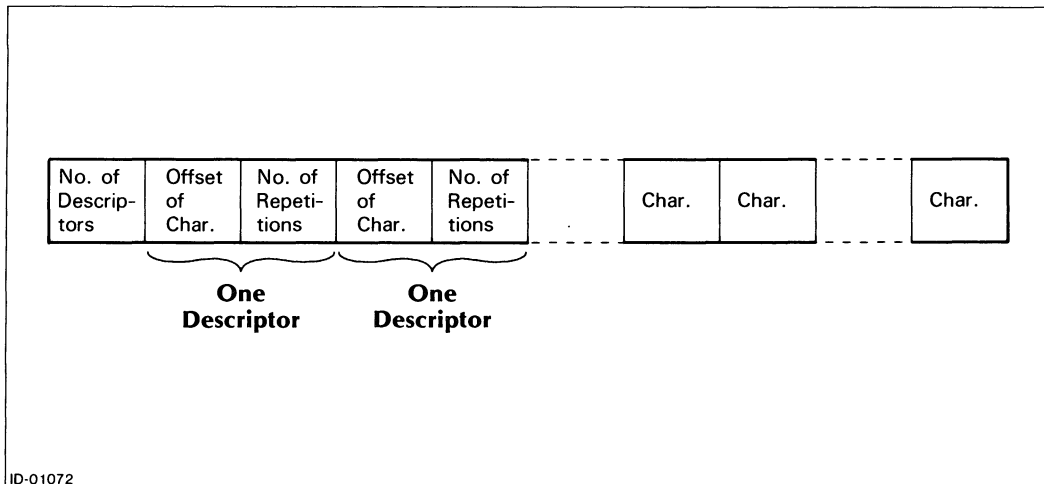 No. of
Descrip-
tors
Offset
of
Char.
No. of
Repeti-
tions
Offset
of
Char.
No. of
Repeti-
tions
Char.
Char.
Char.
One
Descriptor
One
Descriptor
ID-01072